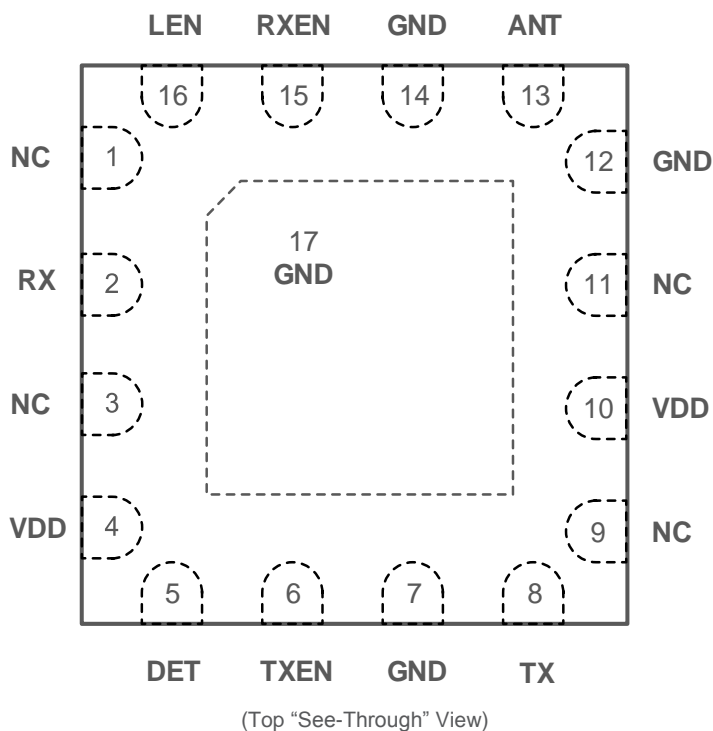 LEN RXEN GND ANT
16 15 14 13
NC 1 12 GND
17
GND
RX 2 11 NC
NC 3 10 VDD
VDD 4 9 NC
5 6 7 8
DET TXEN GND TX
(Top “See-Through” View)